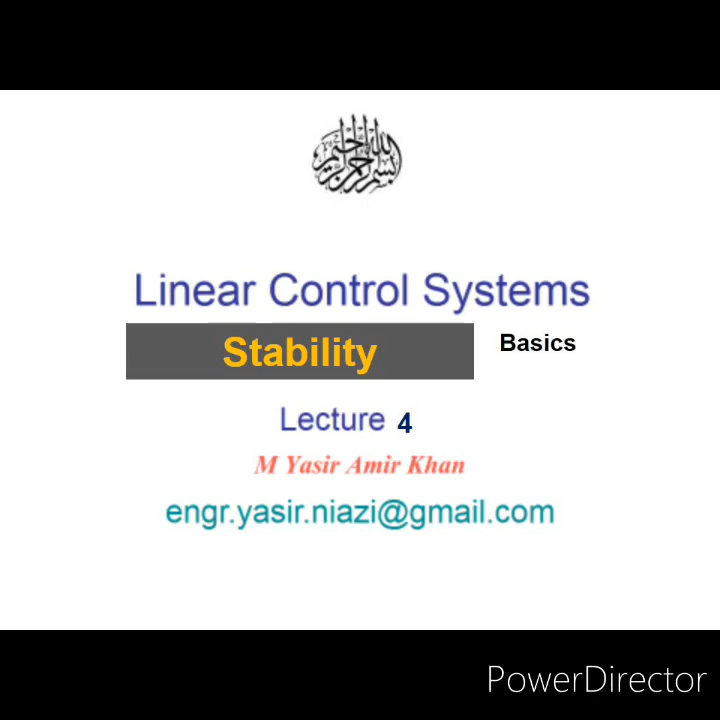 بسم الله الرحمن الرحيم
Linear Control Systems
Stability
Basics
Lecture 4
M Yasir Amir Khan
engr.yasir.niazi@gmail.com
PowerDirector